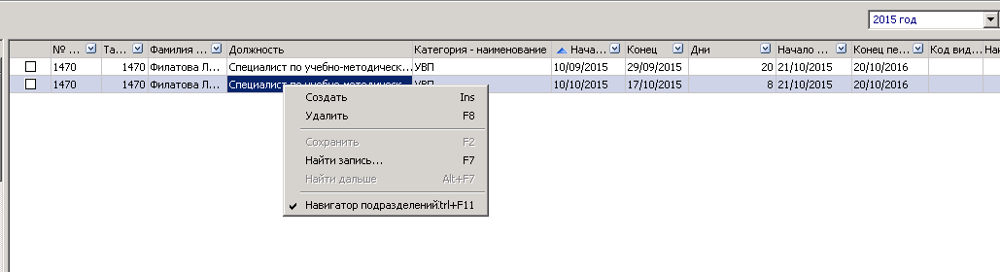 2015 год
№ ... Та... Фамилия ... Должность Категория - наименование Нача... Конец Дни Начало ... Конец пе... Код вид... Наи
1470 1470 Филатова Л... Специалист по учебно-методическ... УВП 10/09/2015 29/09/2015 20 21/10/2015 20/10/2016
1470 1470 Филатова Л... Специалист по учебно-методическ... УВП 10/10/2015 17/10/2015 8 21/10/2015 20/10/2016
Создать Ins
Удалить F8
Сохранить F2
Найти запись... F7
Найти дальше Alt+F7
Навигатор подразделений.trl+F11